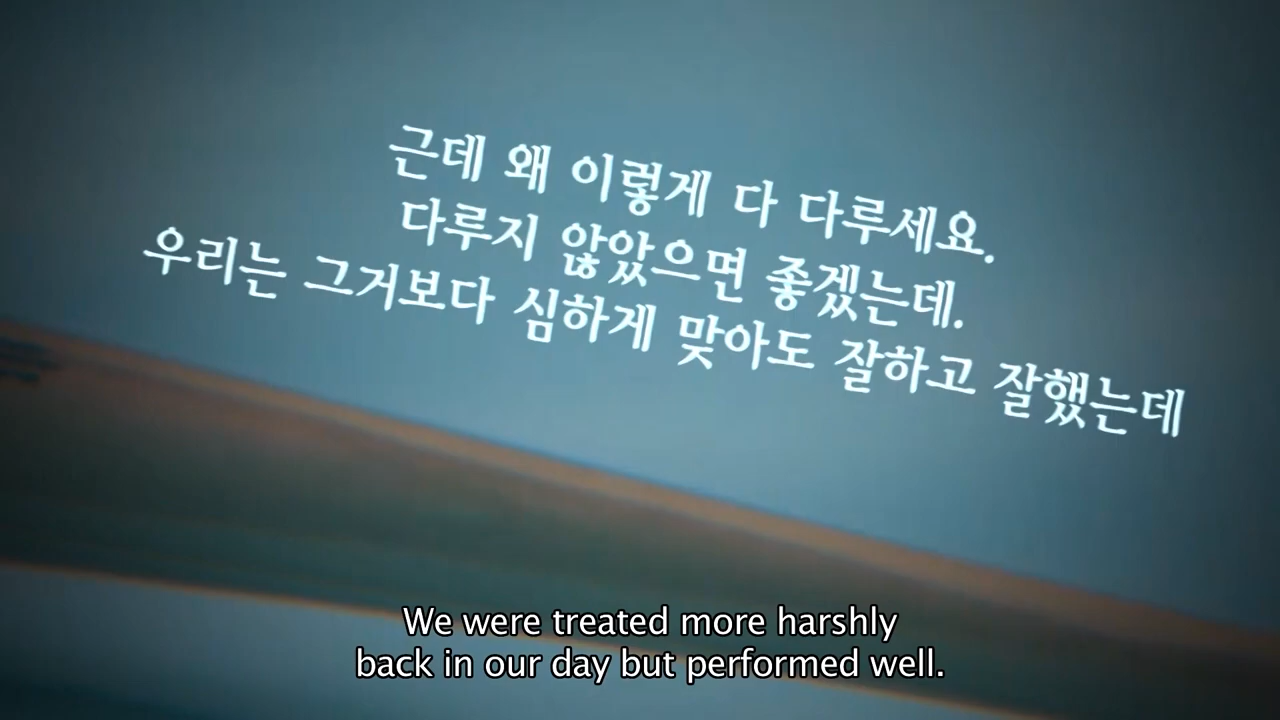 근데 왜 이렇게 다 다루세요.
다루지 않았으면 좋겠는데.
우리는 그거보다 심하게 맞아도 잘하고 잘했는데
We were treated more harshly
back in our day but performed well.